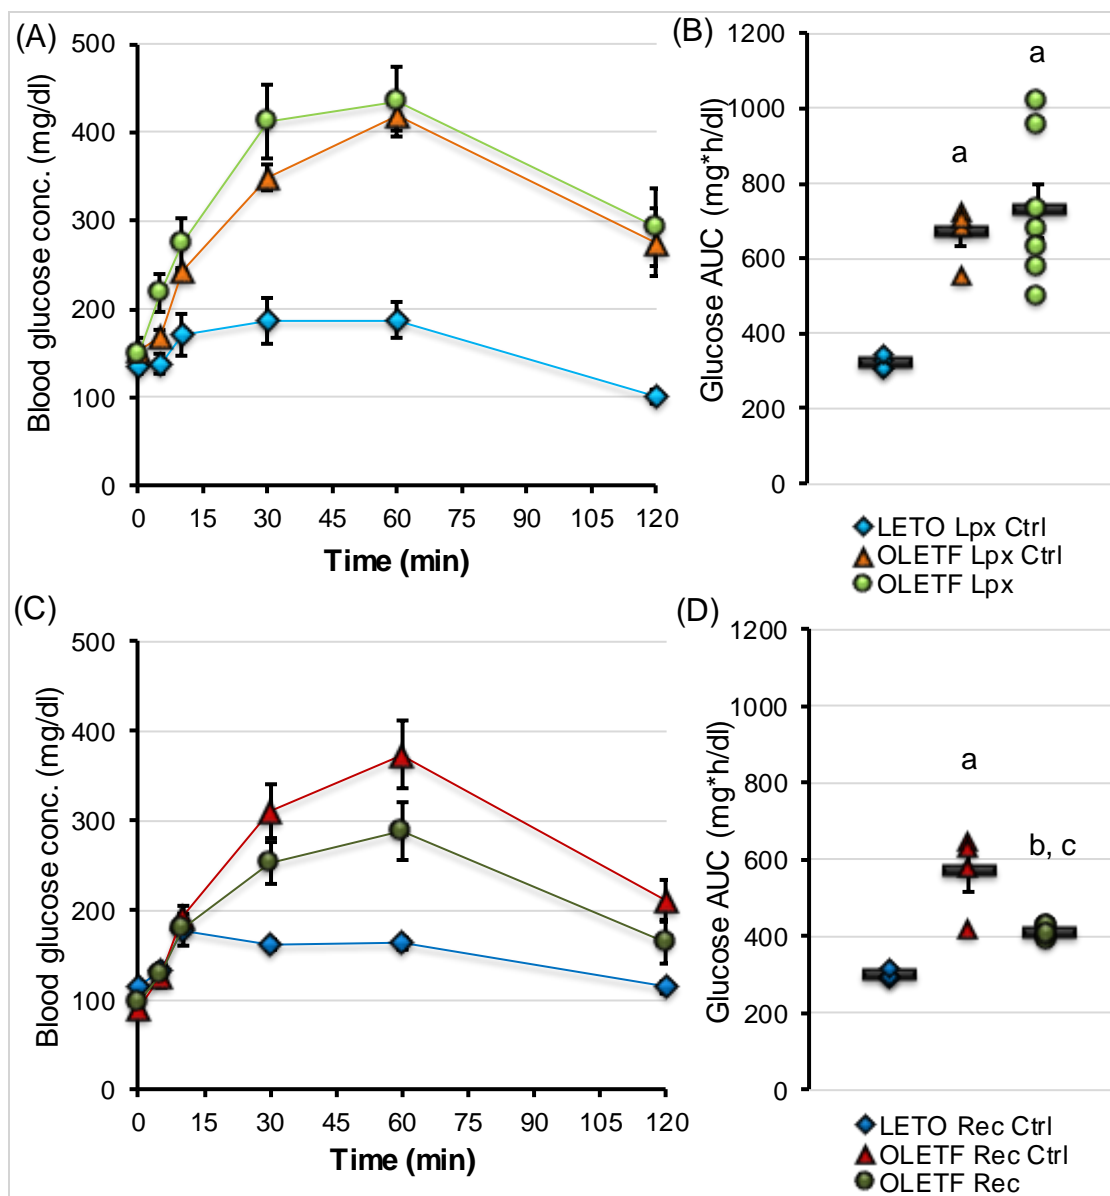 (A)
Blood glucose conc. (mg/dl)
500
400
300
200
100
0
0 15 30 45 60 75 90 105 120
Time (min)
(B)
Glucose AUC (mg*h/dl)
1200
1000
800
600
400
200
0
a
a
LETO Lpx Ctrl
OLETF Lpx Ctrl
OLETF Lpx
(C)
Blood glucose conc. (mg/dl)
500
400
300
200
100
0
0 15 30 45 60 75 90 105 120
Time (min)
(D)
Glucose AUC (mg*h/dl)
1200
1000
800
600
400
200
0
a
b, c
LETO Rec Ctrl
OLETF Rec Ctrl
OLETF Rec